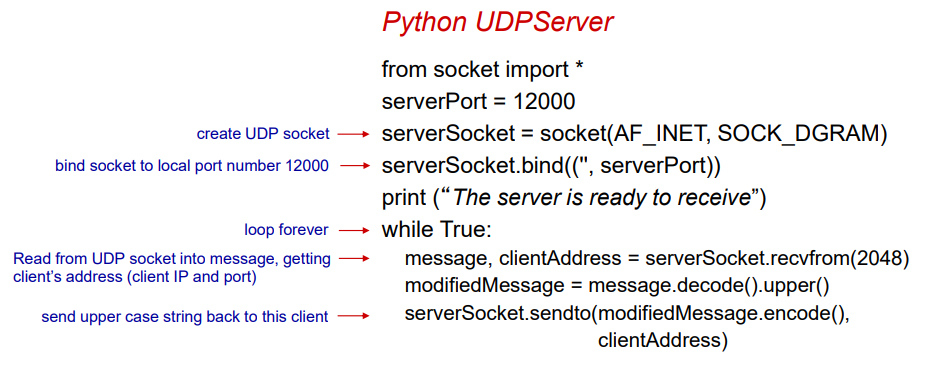 Python UDPServer
from socket import *
serverPort = 12000
create UDP socket
serverSocket = socket(AF_INET, SOCK_DGRAM)
bind socket to local port number 12000
serverSocket.bind(('', serverPort))
print (“The server is ready to receive”)
loop forever
while True:
Read from UDP socket into message, getting
client’s address (client IP and port)
message, clientAddress = serverSocket.recvfrom(2048)
modifiedMessage = message.decode().upper()
send upper case string back to this client
serverSocket.sendto(modifiedMessage.encode(),
clientAddress)